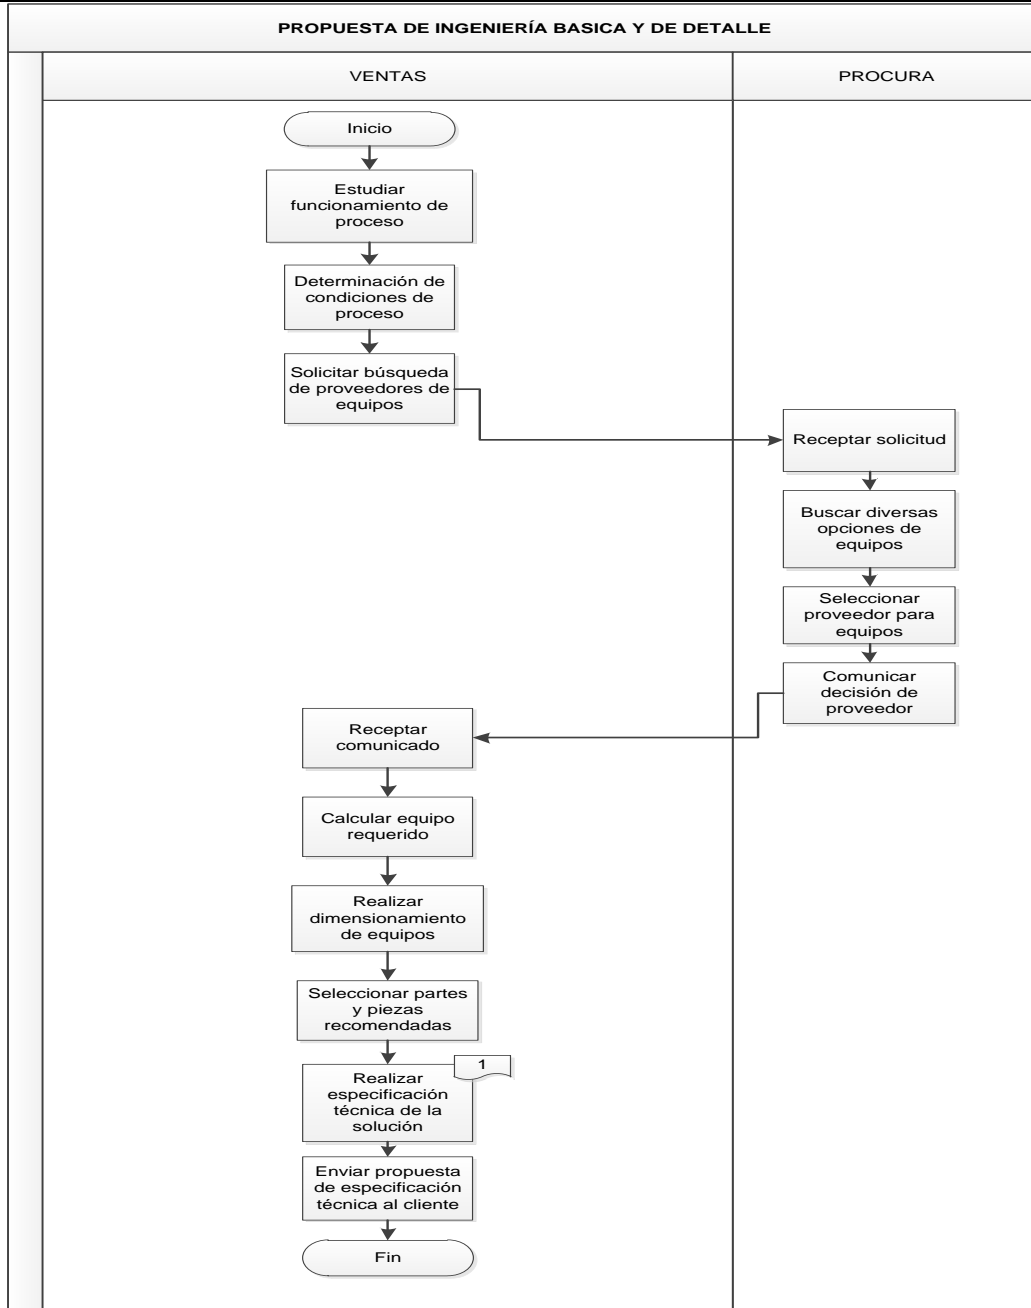 PROPUESTA DE INGENIERÍA BASICA Y DE DETALLE
VENTAS
PROCURA
Inicio
Estudiar
funcionamiento de
proceso
Determinación de
condiciones de
proceso
Solicitar búsqueda
de proveedores de
equipos
Receptar solicitud
Buscar diversas
opciones de
equipos
Seleccionar
proveedor para
equipos
Comunicar
decisión de
proveedor
Receptar
comunicado
Calcular equipo
requerido
Realizar
dimensionamiento
de equipos
Seleccionar partes
y piezas
recomendadas
1
Realizar
especificación
técnica de la
solución
Enviar propuesta
de especificación
técnica al cliente
Fin